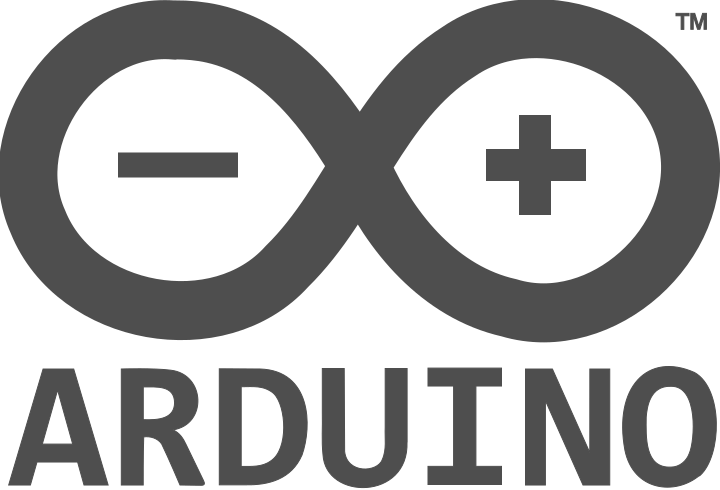 TM
- +
ARDUINO